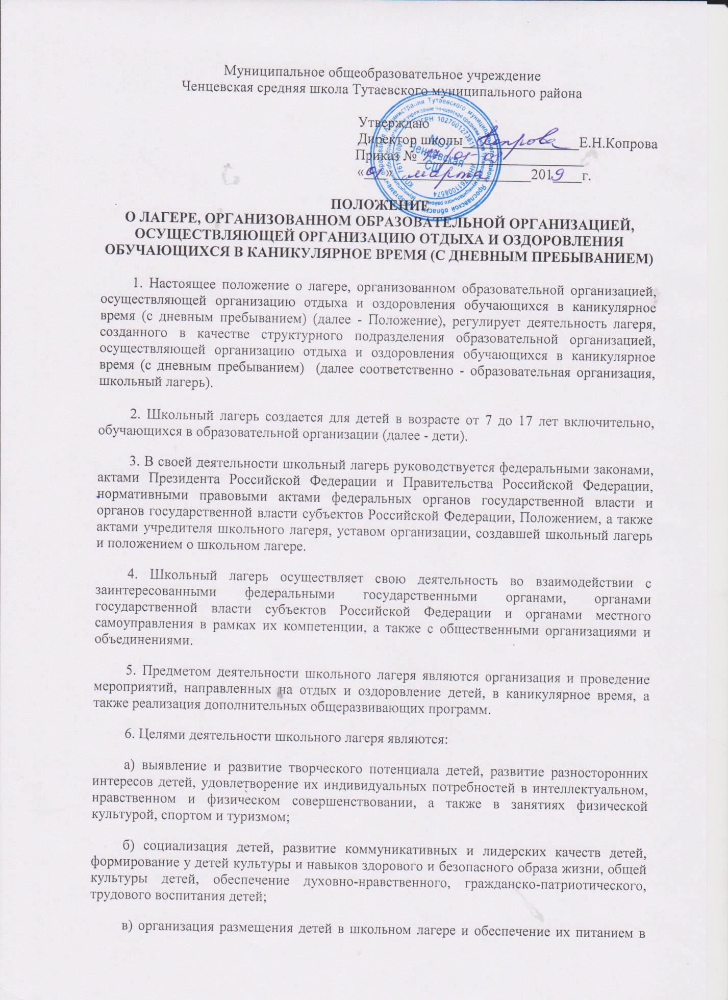 Муниципальное общеобразовательное учреждение
Ченцевская средняя школа Тутаевского муниципального района
Утверждаю
Директор школы Копрова Е.Н.Копрова
Приказ №
« 01 » марта 2019 г.
МОУ
Ченцевская
СШ
ОГРН 1027601273611
ИНН 7611008574
ПОЛОЖЕНИЕ
О ЛАГЕРЕ, ОРГАНИЗОВАННОМ ОБРАЗОВАТЕЛЬНОЙ ОРГАНИЗАЦИЕЙ,
ОСУЩЕСТВЛЯЮЩЕЙ ОРГАНИЗАЦИЮ ОТДЫХА И ОЗДОРОВЛЕНИЯ
ОБУЧАЮЩИХСЯ В КАНИКУЛЯРНОЕ ВРЕМЯ (С ДНЕВНЫМ ПРЕБЫВАНИЕМ)
1. Настоящее положение о лагере, организованном образовательной организацией,
осуществляющей организацию отдыха и оздоровления обучающихся в каникулярное
время (с дневным пребыванием) (далее - Положение), регулирует деятельность лагеря,
созданного в качестве структурного подразделения образовательной организацией,
осуществляющей организацию отдыха и оздоровления обучающихся в каникулярное
время (с дневным пребыванием) (далее соответственно - образовательная организация,
школьный лагерь).
2. Школьный лагерь создается для детей в возрасте от 7 до 17 лет включительно,
обучающихся в образовательной организации (далее - дети).
3. В своей деятельности школьный лагерь руководствуется федеральными законами,
актами Президента Российской Федерации и Правительства Российской Федерации,
нормативными правовыми актами федеральных органов государственной власти и
органов государственной власти субъектов Российской Федерации, Положением, а также
актами учредителя школьного лагеря, уставом организации, создавшей школьный лагерь
и положением о школьном лагере.
4. Школьный лагерь осуществляет свою деятельность во взаимодействии с
заинтересованными федеральными государственными органами, органами
государственной власти субъектов Российской Федерации и органами местного
самоуправления в рамках их компетенции, а также с общественными организациями и
объединениями.
5. Предметом деятельности школьного лагеря являются организация и проведение
мероприятий, направленных на отдых и оздоровление детей, в каникулярное время, а
также реализация дополнительных общеразвивающих программ.
6. Целями деятельности школьного лагеря являются:
а) выявление и развитие творческого потенциала детей, развитие разносторонних
интересов детей, удовлетворение их индивидуальных потребностей в интеллектуальном,
нравственном и физическом совершенствовании, а также в занятиях физической
культурой, спортом и туризмом;
б) социализация детей, развитие коммуникативных и лидерских качеств детей,
формирование у детей культуры и навыков здорового и безопасного образа жизни, общей
культуры детей, обеспечение духовно-нравственного, гражданско-патриотического,
трудового воспитания детей;
в) организация размещения детей в школьном лагере и обеспечение их питанием в